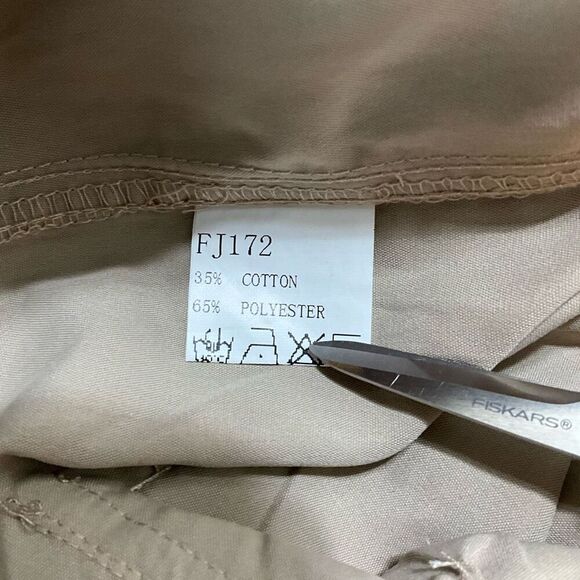 FJ172
35% COTTON
65% POLYESTER
FISKARS®